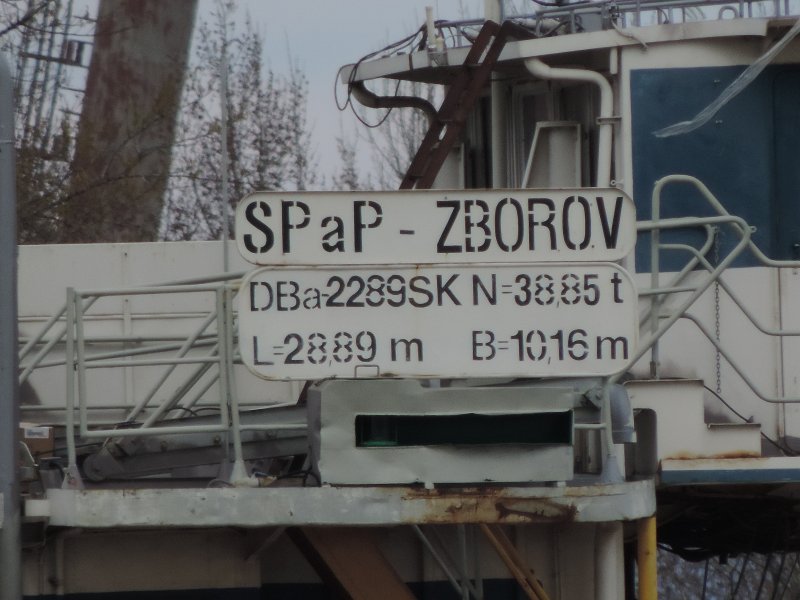 SPaP - ZBOROV
DBa-2289SK N=38,85 t
L=28,89 m B=10,16 m